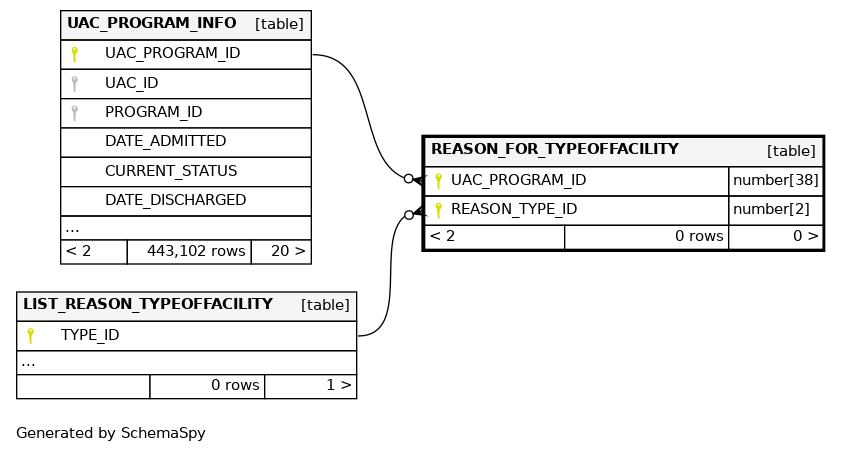 UAC_PROGRAM_INFO [table]
UAC_PROGRAM_ID
UAC_ID
PROGRAM_ID
DATE_ADMITTED
CURRENT_STATUS
DATE_DISCHARGED
...
< 2 443,102 rows 20 >
REASON_FOR_TYPEOFFACILITY [table]
UAC_PROGRAM_ID number[38]
REASON_TYPE_ID number[2]
< 2 0 rows 0 >
LIST_REASON_TYPEOFFACILITY [table]
TYPE_ID
...
0 rows 1 >
Generated by SchemaSpy